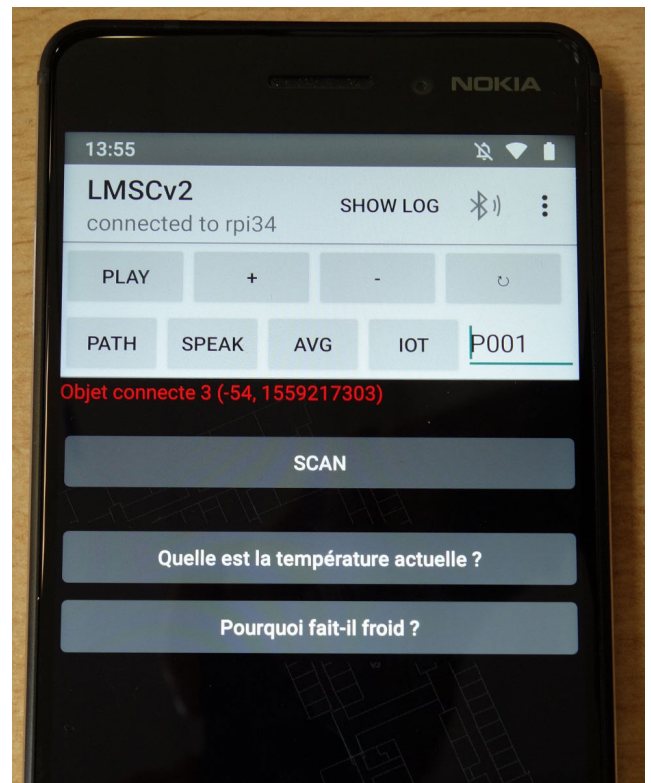 NOKIA
13:55
LMSCv2
connected to rpi34
SHOW LOG
PLAY + -
PATH SPEAK AVG IOT P001
Objet connecte 3 (-54, 1559217303)
SCAN
Quelle est la température actuelle ?
Pourquoi fait-il froid ?